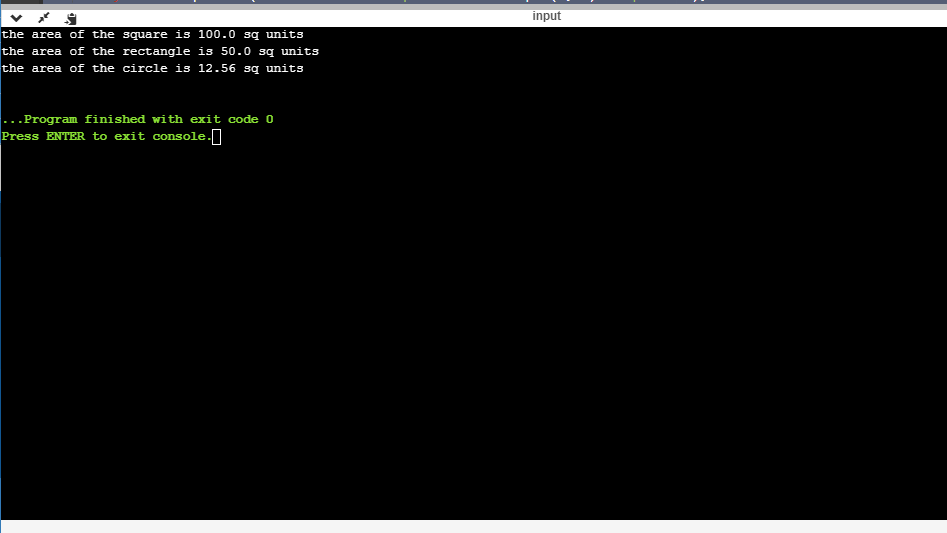 input
the area of the square is 100.0 sq units
the area of the rectangle is 50.0 sq units
the area of the circle is 12.56 sq units
...Program finished with exit code 0
Press ENTER to exit console.